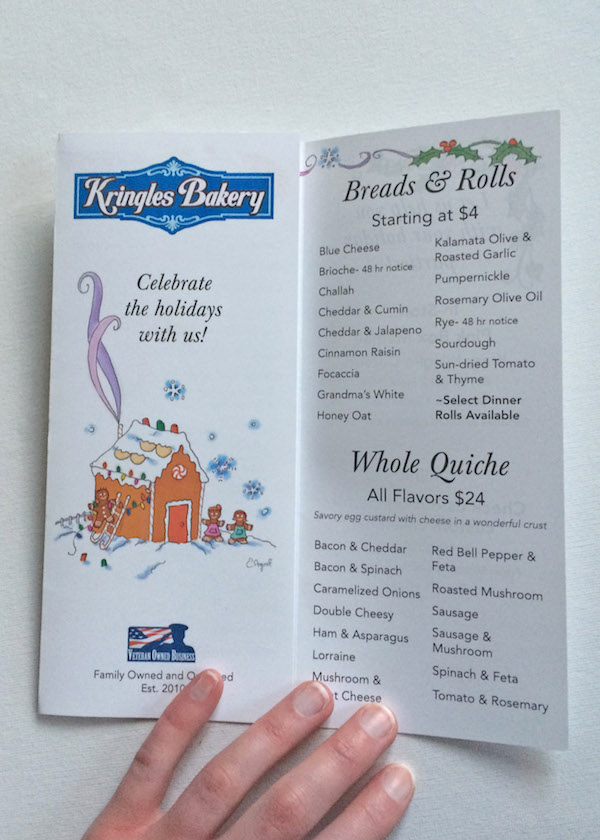 Kringles Bakery
Celebrate
the holidays
with us!
VETERAN OWNED BUSINESS
Family Owned and
Est. 2010
Breads & Rolls
Starting at $4
Blue Cheese
Brioche- 48 hr notice
Challah
Cheddar & Cumin
Cheddar & Jalapeno
Cinnamon Raisin
Focaccia
Grandma's White
Honey Oat
Kalamata Olive &
Roasted Garlic
Pumpernickle
Rosemary Olive Oil
Rye- 48 hr notice
Sourdough
Sun-dried Tomato
& Thyme
~Select Dinner
Rolls Available
Whole Quiche
All Flavors $24
Savory egg custard with cheese in a wonderful crust
Bacon & Cheddar
Bacon & Spinach
Caramelized Onions
Double Cheesy
Ham & Asparagus
Lorraine
Mushroom &
Cheese
Red Bell Pepper &
Feta
Roasted Mushroom
Sausage
Sausage &
Mushroom
Spinach & Feta
Tomato & Rosemary